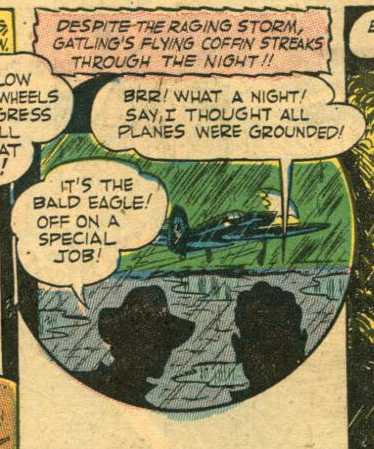 DESPITE THE RAGING STORM,
GATLING'S FLYING COFFIN STREAKS
THROUGH THE NIGHT!!
LOW
WHEELS
GRESS
LL
AT
!
BRR! WHAT A NIGHT!
SAY, I THOUGHT ALL
PLANES WERE GROUNDED!
IT'S THE
BALD EAGLE!
OFF ON A
SPECIAL
JOB!